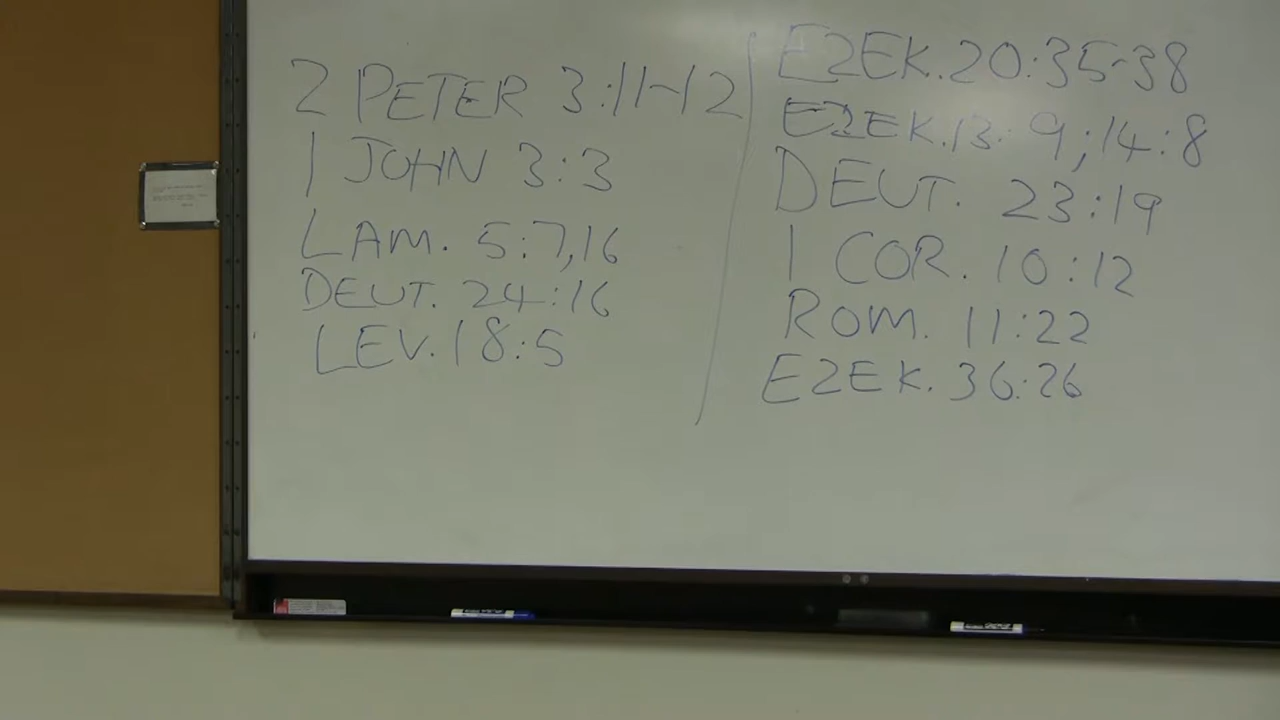 2 PETER 3:11-12
1 JOHN 3:3
LAM. 5:7,16
DEUT. 24:16
LEV. 18:5
EZEK. 20:35-38
EZEK. 13:9; 14:8
DEUT. 23:19
1 COR. 10:12
ROM. 11:22
EZEK. 36:26